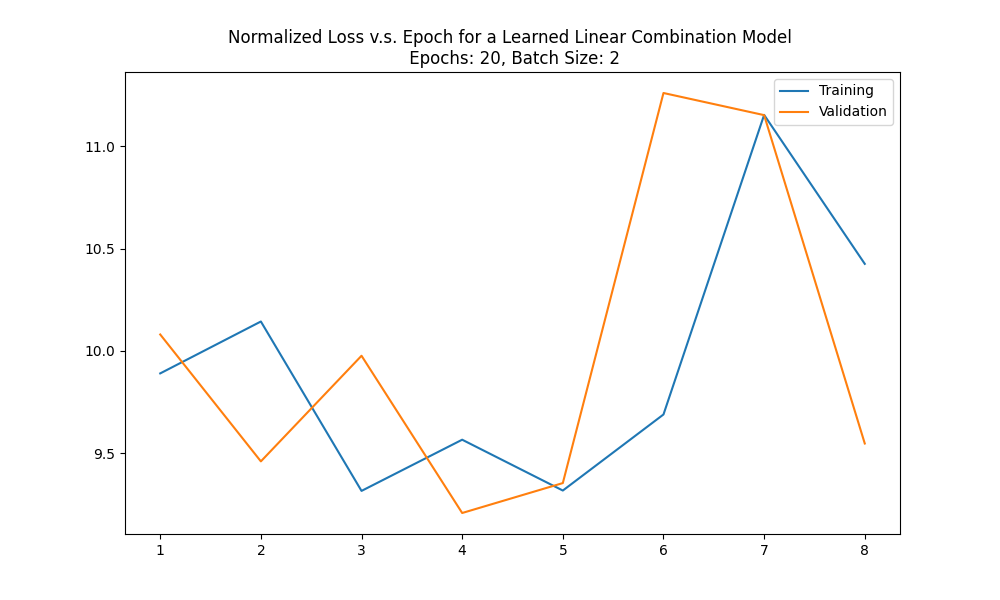 Normalized Loss v.s. Epoch for a Learned Linear Combination Model
Epochs: 20, Batch Size: 2
Training
Validation
11.0
10.5
10.0
9.5
1 2 3 4 5 6 7 8